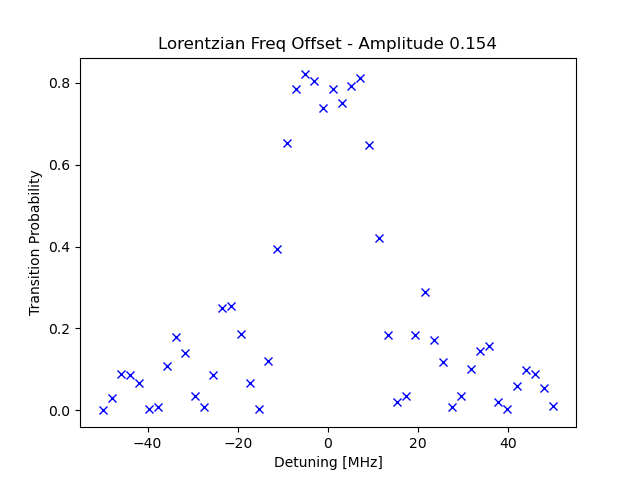 Lorentzian Freq Offset - Amplitude 0.154
Transition Probability
0.8
0.6
0.4
0.2
0.0
−40 −20 0 20 40
Detuning [MHz]